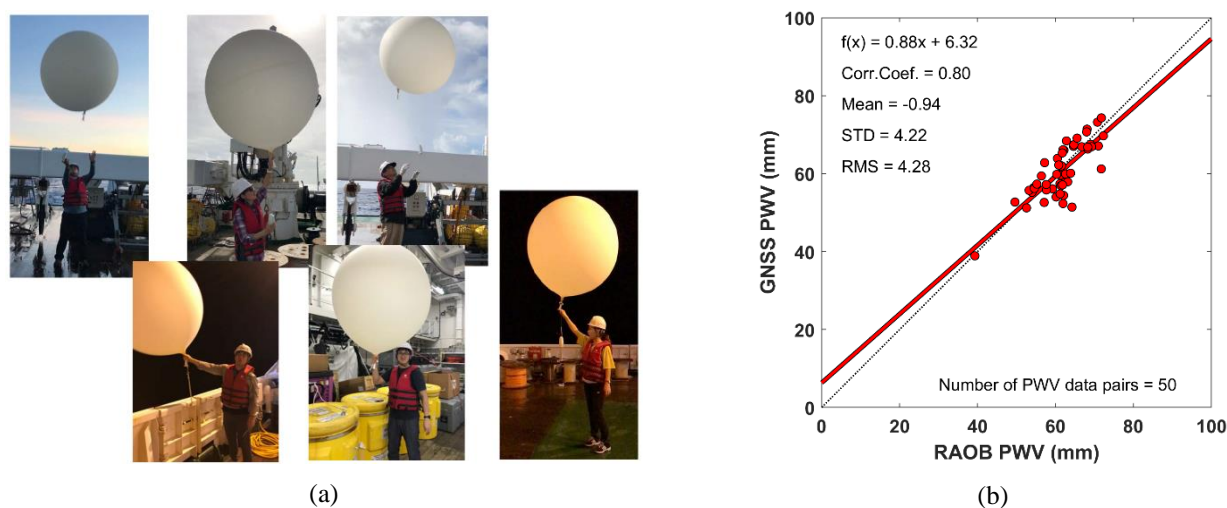 f(x) = 0.88x + 6.32
Corr.Coef. = 0.80
Mean = -0.94
STD = 4.22
RMS = 4.28
Number of PWV data pairs = 50
100
80
60
40
20
0
GNSS PWV (mm)
0 20 40 60 80 100
RAOB PWV (mm)
(a)
(b)